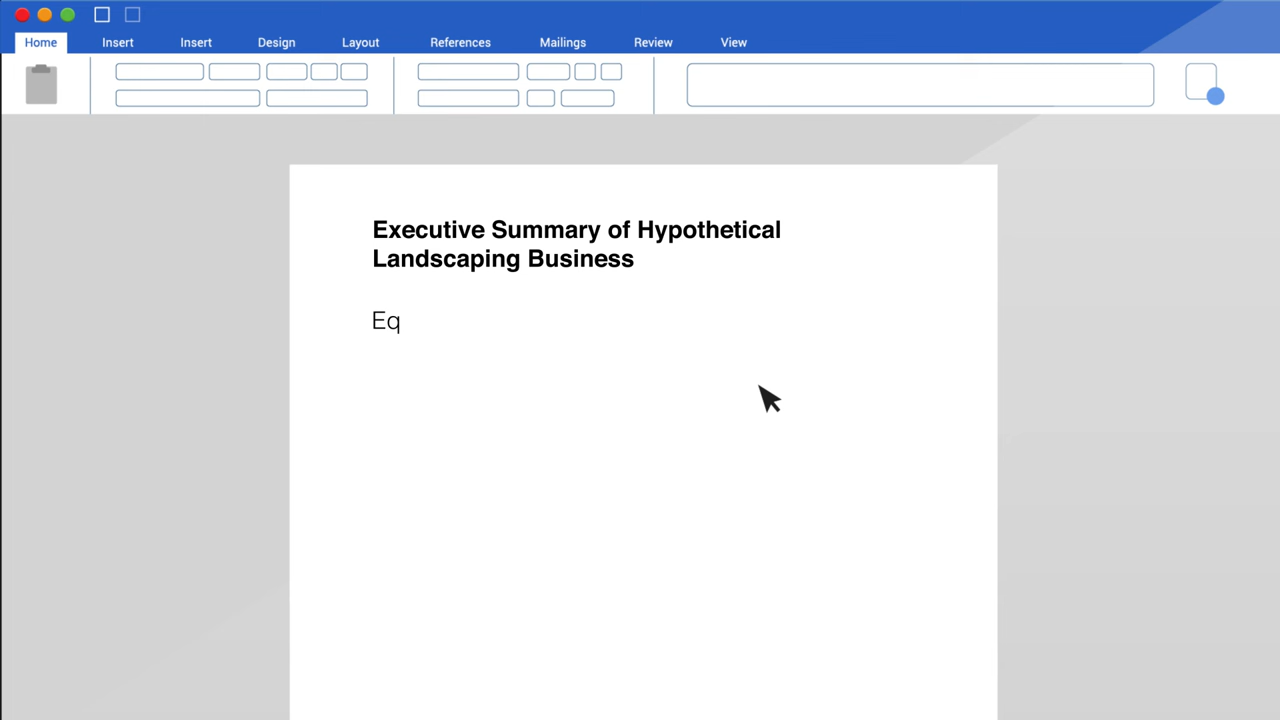 Home Insert Insert Design Layout References Mailings Review View
Executive Summary of Hypothetical
Landscaping Business
Eq